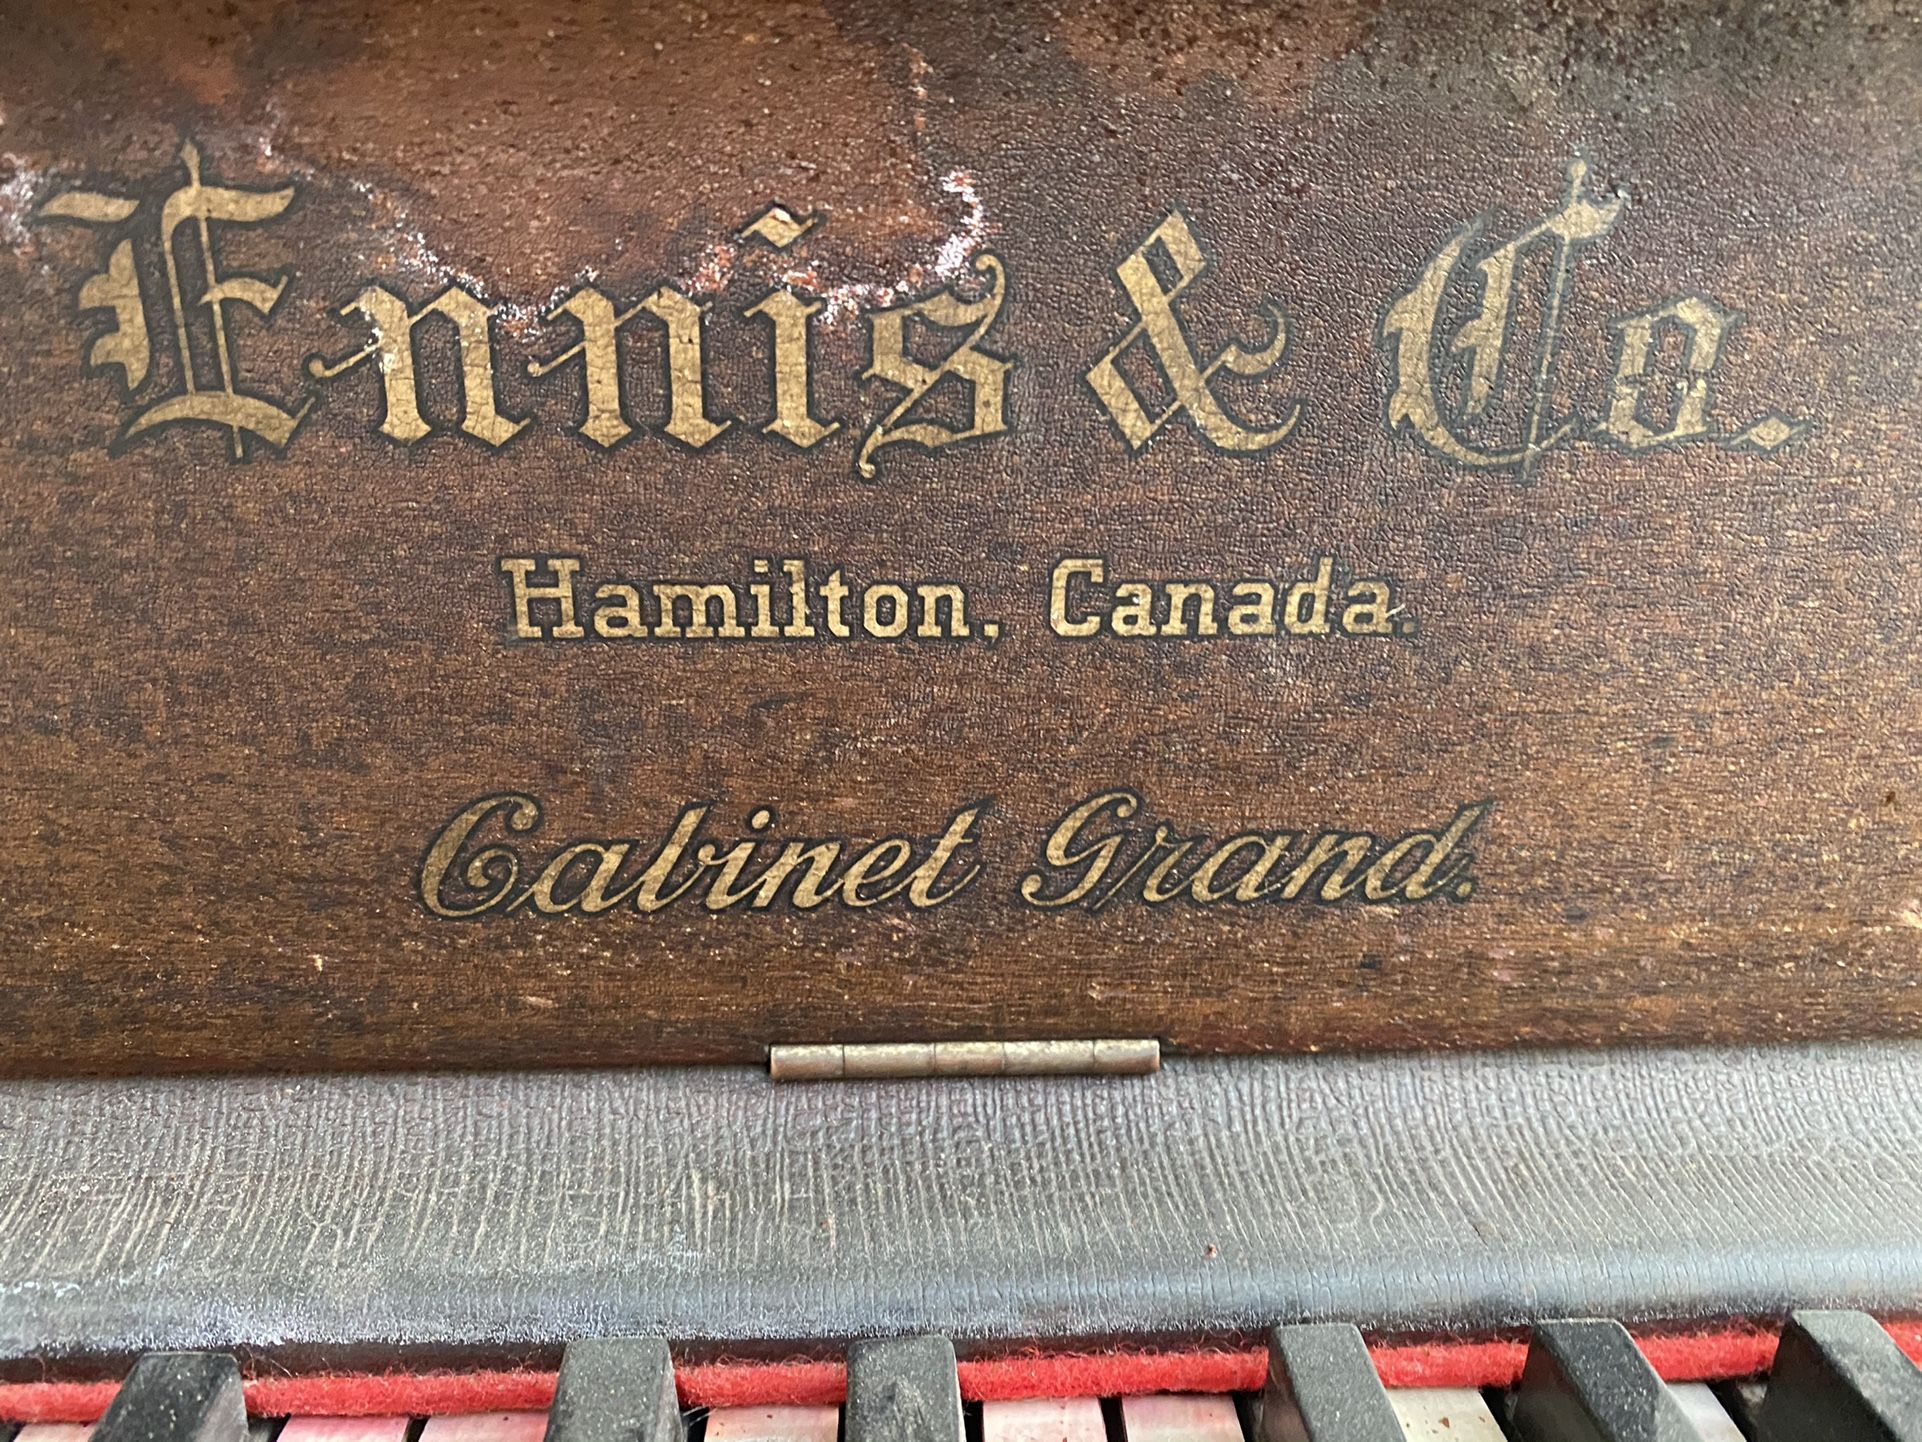 Ennis & Co.
Hamilton, Canada.
Cabinet Grand.